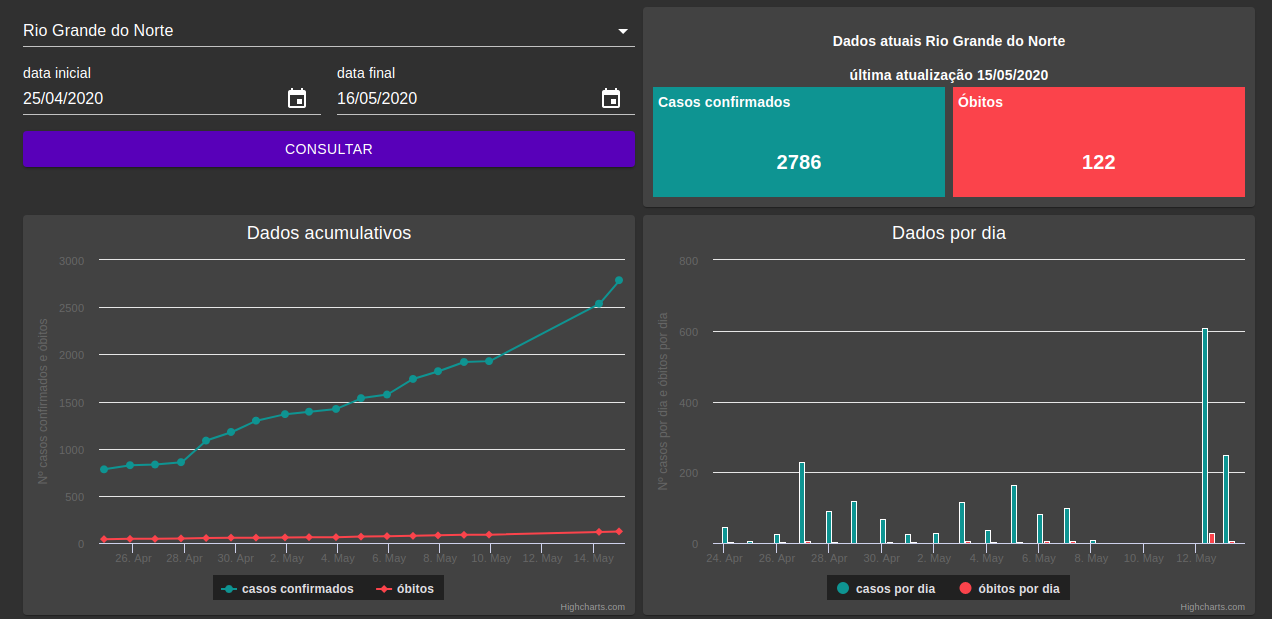 Rio Grande do Norte
data inicial
25/04/2020
data final
16/05/2020
CONSULTAR
Dados atuais Rio Grande do Norte
última atualização 15/05/2020
Casos confirmados
2786
Óbitos
122
Dados acumulativos
Nº casos confirmados e óbitos
3000
2500
2000
1500
1000
500
0
26. Apr
28. Apr
30. Apr
2. May
4. May
6. May
8. May
10. May
12. May
14. May
casos confirmados
óbitos
Highcharts.com
Dados por dia
Nº casos por dia e óbitos por dia
800
600
400
200
0
24. Apr
26. Apr
28. Apr
30. Apr
2. May
4. May
6. May
8. May
10. May
12. May
casos por dia
óbitos por dia
Highcharts.com